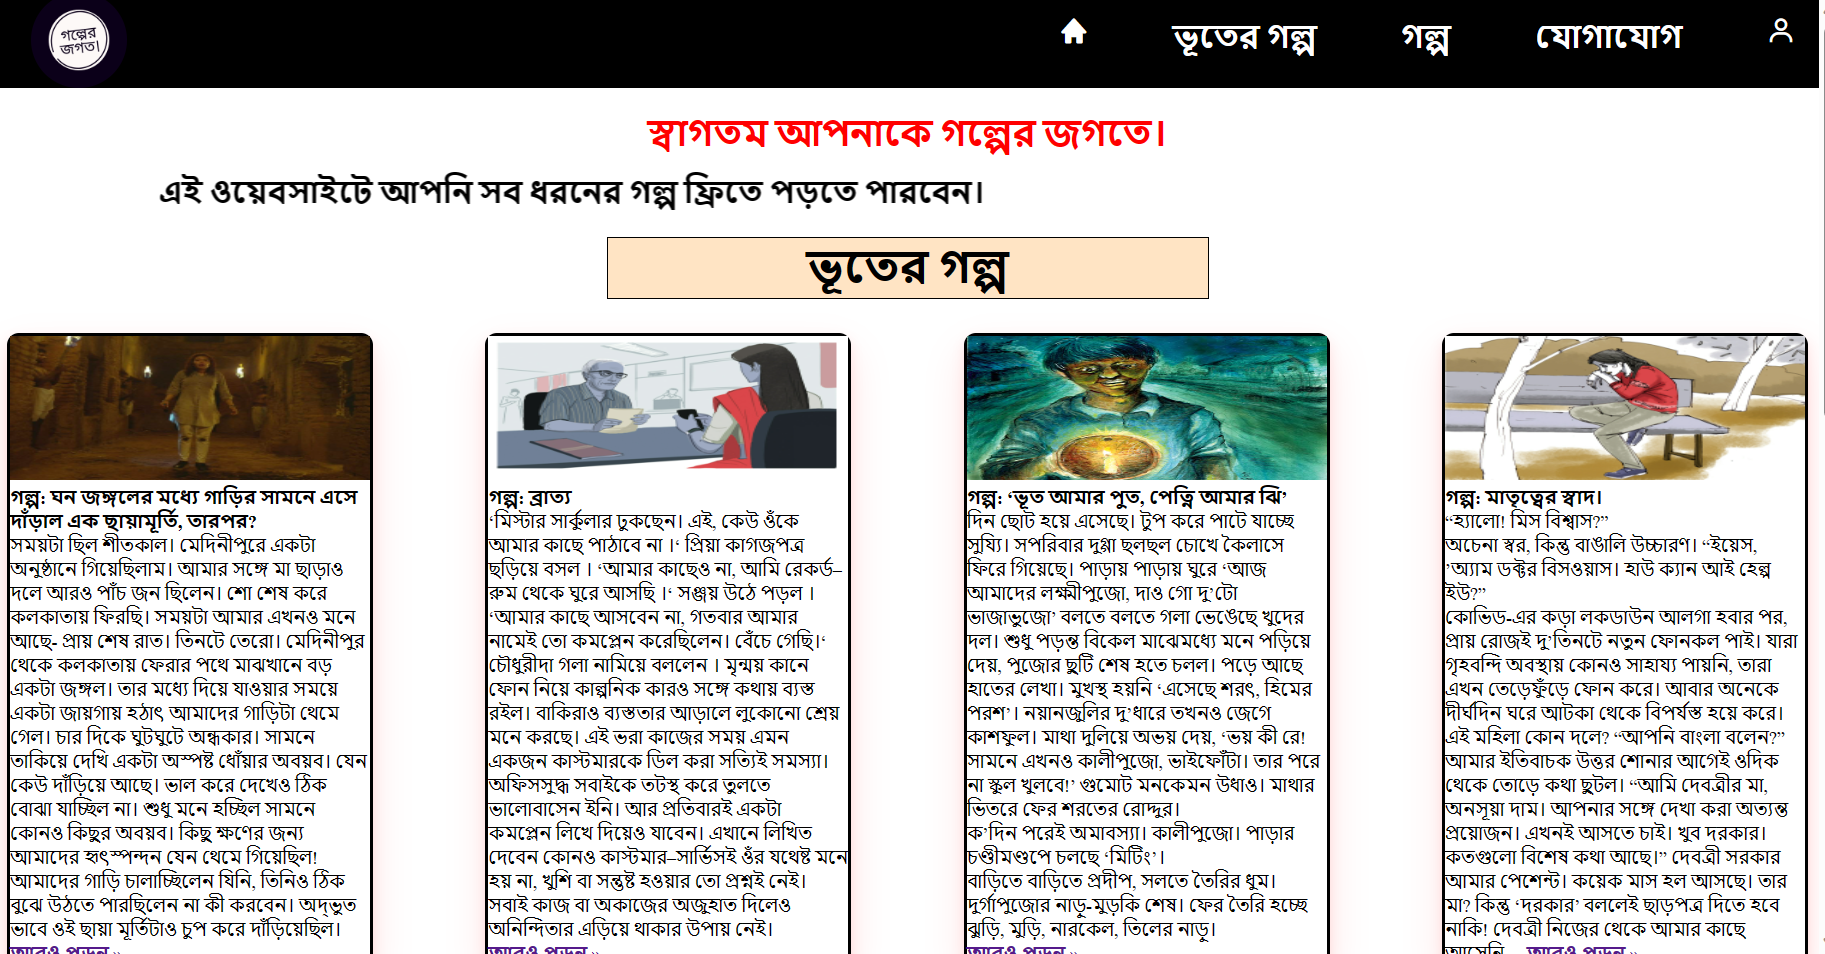 গল্পের
জগত।
ভূতের গল্প
গল্প
যোগাযোগ
স্বাগতম আপনাকে গল্পের জগতে।
এই ওয়েবসাইটে আপনি সব ধরনের গল্প ফ্রিতে পড়তে পারবেন।
ভূতের গল্প
গল্প: ঘন জঙ্গলের মধ্যে গাড়ির সামনে এসে
দাঁড়াল এক ছায়ামূর্তি, তারপর?
সময়টা ছিল শীতকাল। মেদিনীপুরে একটা
অনুষ্ঠানে গিয়েছিলাম। আমার সঙ্গে মা ছাড়াও
দলে আরও পাঁচ জন ছিলেন। শো শেষ করে
কলকাতায় ফিরছি। সময়টা আমার এখনও মনে
আছে- প্রায় শেষ রাত। তিনটে তেরো। মেদিনীপুর
থেকে কলকাতায় ফেরার পথে মাঝখানে বড়
একটা জঙ্গল। তার মধ্যে দিয়ে যাওয়ার সময়ে
একটা জায়গায় হঠাৎ আমাদের গাড়িটা থেমে
গেল। চার দিকে ঘুটঘুটে অন্ধকার। সামনে
তাকিয়ে দেখি একটা অস্পষ্ট ধোঁয়ার অবয়ব। যেন
কেউ দাঁড়িয়ে আছে। ভাল করে দেখেও ঠিক
বোঝা যাচ্ছিল না। শুধু মনে হচ্ছিল সামনে
কোনও কিছুর অবয়ব। কিছু ক্ষণের জন্য
আমাদের হৃৎস্পন্দন যেন থেমে গিয়েছিল!
আমাদের গাড়ি চালাচ্ছিলেন যিনি, তিনিও ঠিক
বুঝে উঠতে পারছিলেন না কী করবেন। অদ্ভুত
ভাবে ওই ছায়া মূর্তিটাও চুপ করে দাঁড়িয়েছিল।
আরও পড়ুন »
গল্প: ব্রাত্য
‘মিস্টার সার্কুলার ঢুকছেন। এই, কেউ ওঁকে
আমার কাছে পাঠাবে না ।‘ প্রিয়া কাগজপত্র
ছড়িয়ে বসল । ‘আমার কাছেও না, আমি রেকর্ড–
রুম থেকে ঘুরে আসছি ।‘ সঞ্জয় উঠে পড়ল ।
‘আমার কাছে আসবেন না, গতবার আমার
নামেই তো কমপ্লেন করেছিলেন। বেঁচে গেছি।‘
চৌধুরীদা গলা নামিয়ে বললেন । মৃন্ময় কানে
ফোন নিয়ে কাল্পনিক কারও সঙ্গে কথায় ব্যস্ত
রইল। বাকিরাও ব্যস্ততার আড়ালে লুকোনো শ্রেয়
মনে করছে। এই ভরা কাজের সময় এমন
একজন কাস্টমারকে ডিল করা সত্যিই সমস্যা।
অফিসসুদ্ধ সবাইকে তটস্থ করে তুলতে
ভালোবাসেন ইনি। আর প্রতিবারই একটা
কমপ্লেন লিখে দিয়েও যাবেন। এখানে লিখিত
দেবেন কোনও কাস্টমার–সার্ভিসই ওঁর যথেষ্ট মনে
হয় না, খুশি বা সন্তুষ্ট হওয়ার তো প্রশ্নই নেই।
সবাই কাজ বা অকাজের অজুহাত দিলেও
অনিন্দিতার এড়িয়ে থাকার উপায় নেই।
আরও পড়ুন »
গল্প: ‘ভূত আমার পুত, পেত্নি আমার ঝি’
দিন ছোট হয়ে এসেছে। টুপ করে পাটে যাচ্ছে
সুয্যি। সপরিবার দুগ্গা ছলছল চোখে কৈলাসে
ফিরে গিয়েছে। পাড়ায় পাড়ায় ঘুরে ‘আজ
আমাদের লক্ষ্মীপুজো, দাও গো দু’টো
ভাজাভুজো’ বলতে বলতে গলা ভেঙেছে খুদের
দল। শুধু পড়ন্ত বিকেল মাঝেমধ্যে মনে পড়িয়ে
দেয়, পুজোর ছুটি শেষ হতে চলল। পড়ে আছে
হাতের লেখা। মুখস্থ হয়নি ‘এসেছে শরৎ, হিমের
পরশ’। নয়ানজুলির দু’ধারে তখনও জেগে
কাশফুল। মাথা দুলিয়ে অভয় দেয়, ‘ভয় কী রে!
সামনে এখনও কালীপুজো, ভাইফোঁটা। তার পরে
না স্কুল খুলবে!’ গুমোট মনকেমন উধাও। মাথার
ভিতরে ফের শরতের রোদ্দুর।
ক’দিন পরেই অমাবস্যা। কালীপুজো। পাড়ার
চণ্ডীমণ্ডপে চলছে ‘মিটিং’।
বাড়িতে বাড়িতে প্রদীপ, সলতে তৈরির ধুম।
দুর্গাপুজোর নাড়ু-মুড়কি শেষ। ফের তৈরি হচ্ছে
ঝুড়ি, মুড়ি, নারকেল, তিলের নাড়ু।
আরও পড়ুন »
গল্প: মাতৃত্বের স্বাদ।
“হ্যালো! মিস বিশ্বাস?”
অচেনা স্বর, কিন্তু বাঙালি উচ্চারণ। “ইয়েস,
’অ্যাম ডক্টর বিসওয়াস। হাউ ক্যান আই হেল্প
ইউ?”
কোভিড-এর কড়া লকডাউন আলগা হবার পর,
প্রায় রোজই দু’তিনটে নতুন ফোনকল পাই। যারা
গৃহবন্দি অবস্থায় কোনও সাহায্য পায়নি, তারা
এখন তেড়েফুঁড়ে ফোন করে। আবার অনেকে
দীর্ঘদিন ঘরে আটকা থেকে বিপর্যস্ত হয়ে করে।
এই মহিলা কোন দলে? “আপনি বাংলা বলেন?”
আমার ইতিবাচক উত্তর শোনার আগেই ওদিক
থেকে তোড়ে কথা ছুটল। “আমি দেবশ্রীর মা,
অনসূয়া দাম। আপনার সঙ্গে দেখা করা অত্যন্ত
প্রয়োজন। এখনই আসতে চাই। খুব দরকার।
কতগুলো বিশেষ কথা আছে।” দেবশ্রী সরকার
আমার পেশেন্ট। কয়েক মাস হল আসছে। তার
মা? কিন্তু ‘দরকার’ বললেই ছাড়পত্র দিতে হবে
নাকি! দেবশ্রী নিজের থেকে আমার কাছে
আসেনি... আরও পড়ুন »